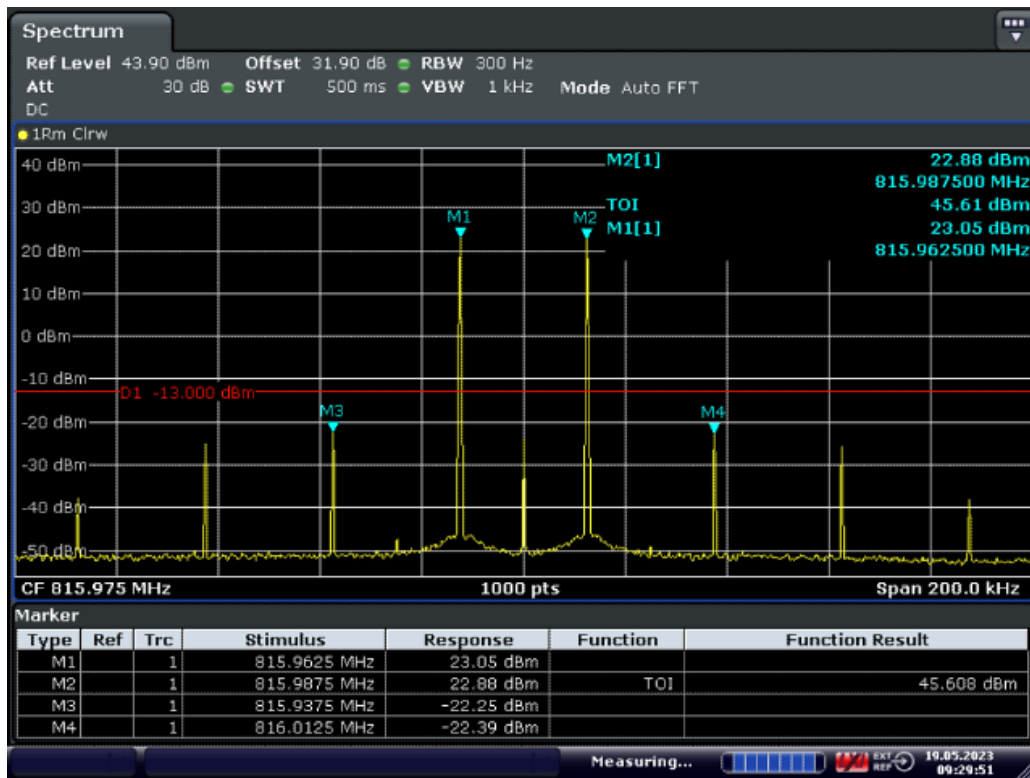 Spectrum
Ref Level 43.90 dBm Offset 31.90 dB RBW 300 Hz
Att 30 dB SWT 500 ms VBW 1 kHz Mode Auto FFT
DC
1Rm Clrw
40 dBm
M2[1] 22.88 dBm
815.987500 MHz
30 dBm
TOI 45.61 dBm
M1
M2
M1[1] 23.05 dBm
20 dBm
815.962500 MHz
10 dBm
0 dBm
-10 dBm
D1 -13.000 dBm
-20 dBm
M3
M4
-30 dBm
-40 dBm
-50 dBm
CF 815.975 MHz 1000 pts Span 200.0 kHz
Marker
Type Ref Trc Stimulus Response Function Function Result
M1 1 815.9625 MHz 23.05 dBm
M2 1 815.9875 MHz 22.88 dBm TOI 45.608 dBm
M3 1 815.9375 MHz -22.25 dBm
M4 1 816.0125 MHz -22.39 dBm
Measuring... EXT REF 19.05.2023
09:29:51